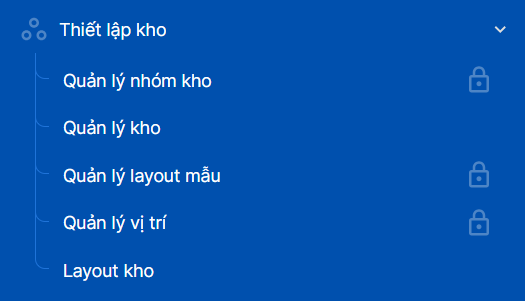 Thiết lập kho
Quản lý nhóm kho
Quản lý kho
Quản lý layout mẫu
Quản lý vị trí
Layout kho